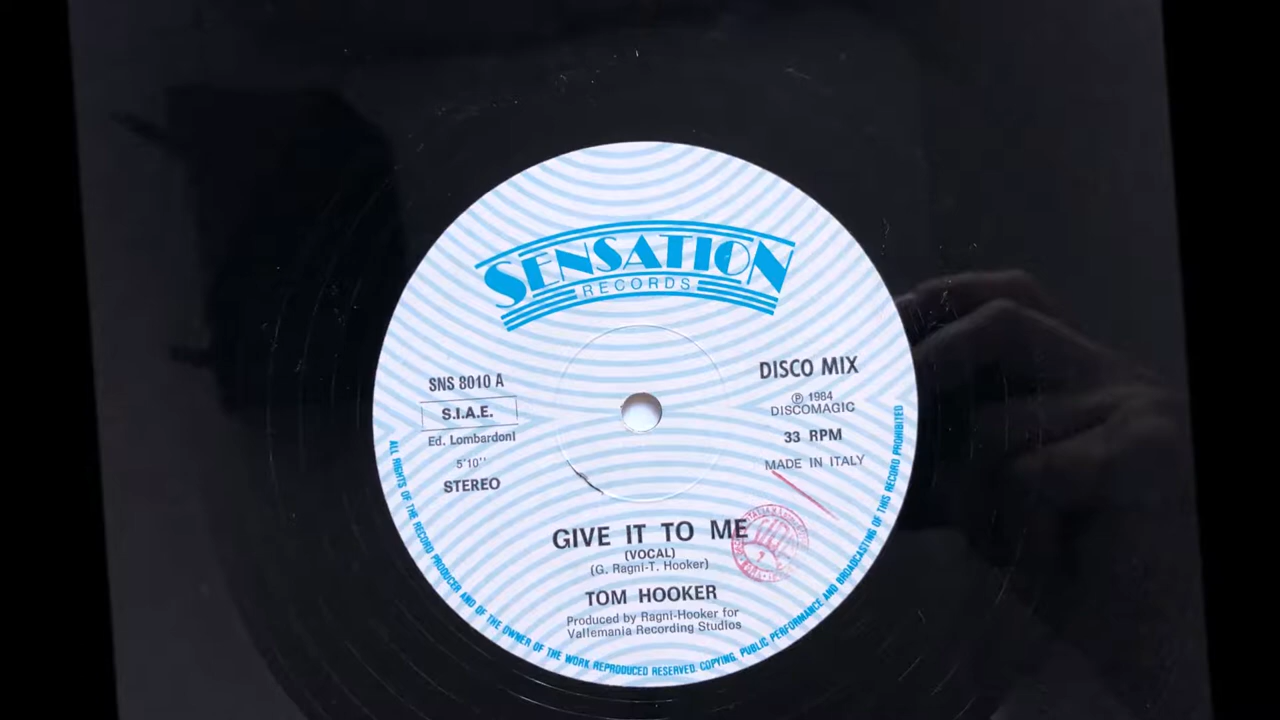 SENSATION
RECORDS
SNS 8010 A
S.I.A.E.
Ed. Lombardoni
5'10''
STEREO
DISCO MIX
Ⓟ 1984
DISCOMAGIC
33 RPM
MADE IN ITALY
GIVE IT TO ME
(VOCAL)
(G. Ragni-T. Hooker)
TOM HOOKER
Produced by Ragni-Hooker for
Vallemania Recording Studios
ALL RIGHTS OF THE RECORD PRODUCER AND OF THE OWNER OF THE WORK REPRODUCED RESERVED. COPYING, PUBLIC PERFORMANCE AND BROADCASTING OF THIS RECORD PROHIBITED